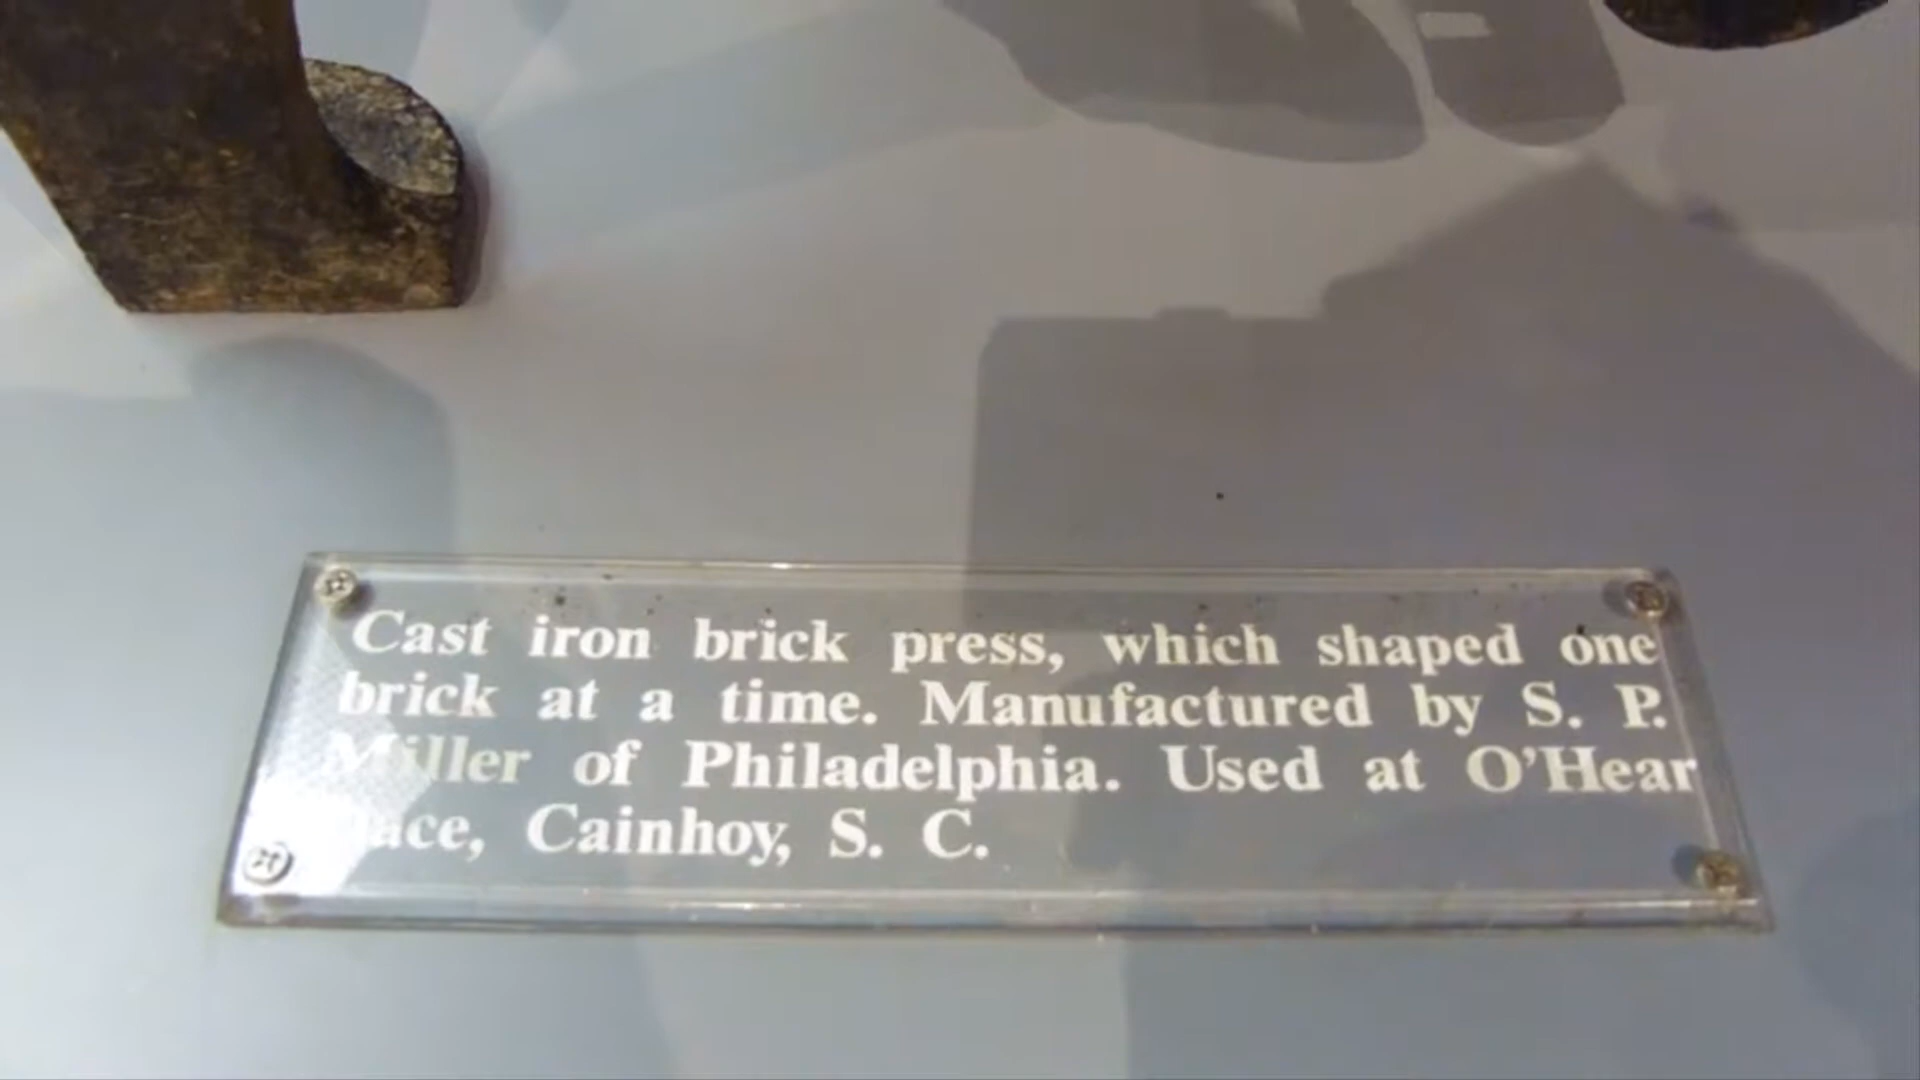 Cast iron brick press, which shaped one
brick at a time. Manufactured by S. P.
Miller of Philadelphia. Used at O'Hear
Cainhoy, S. C.